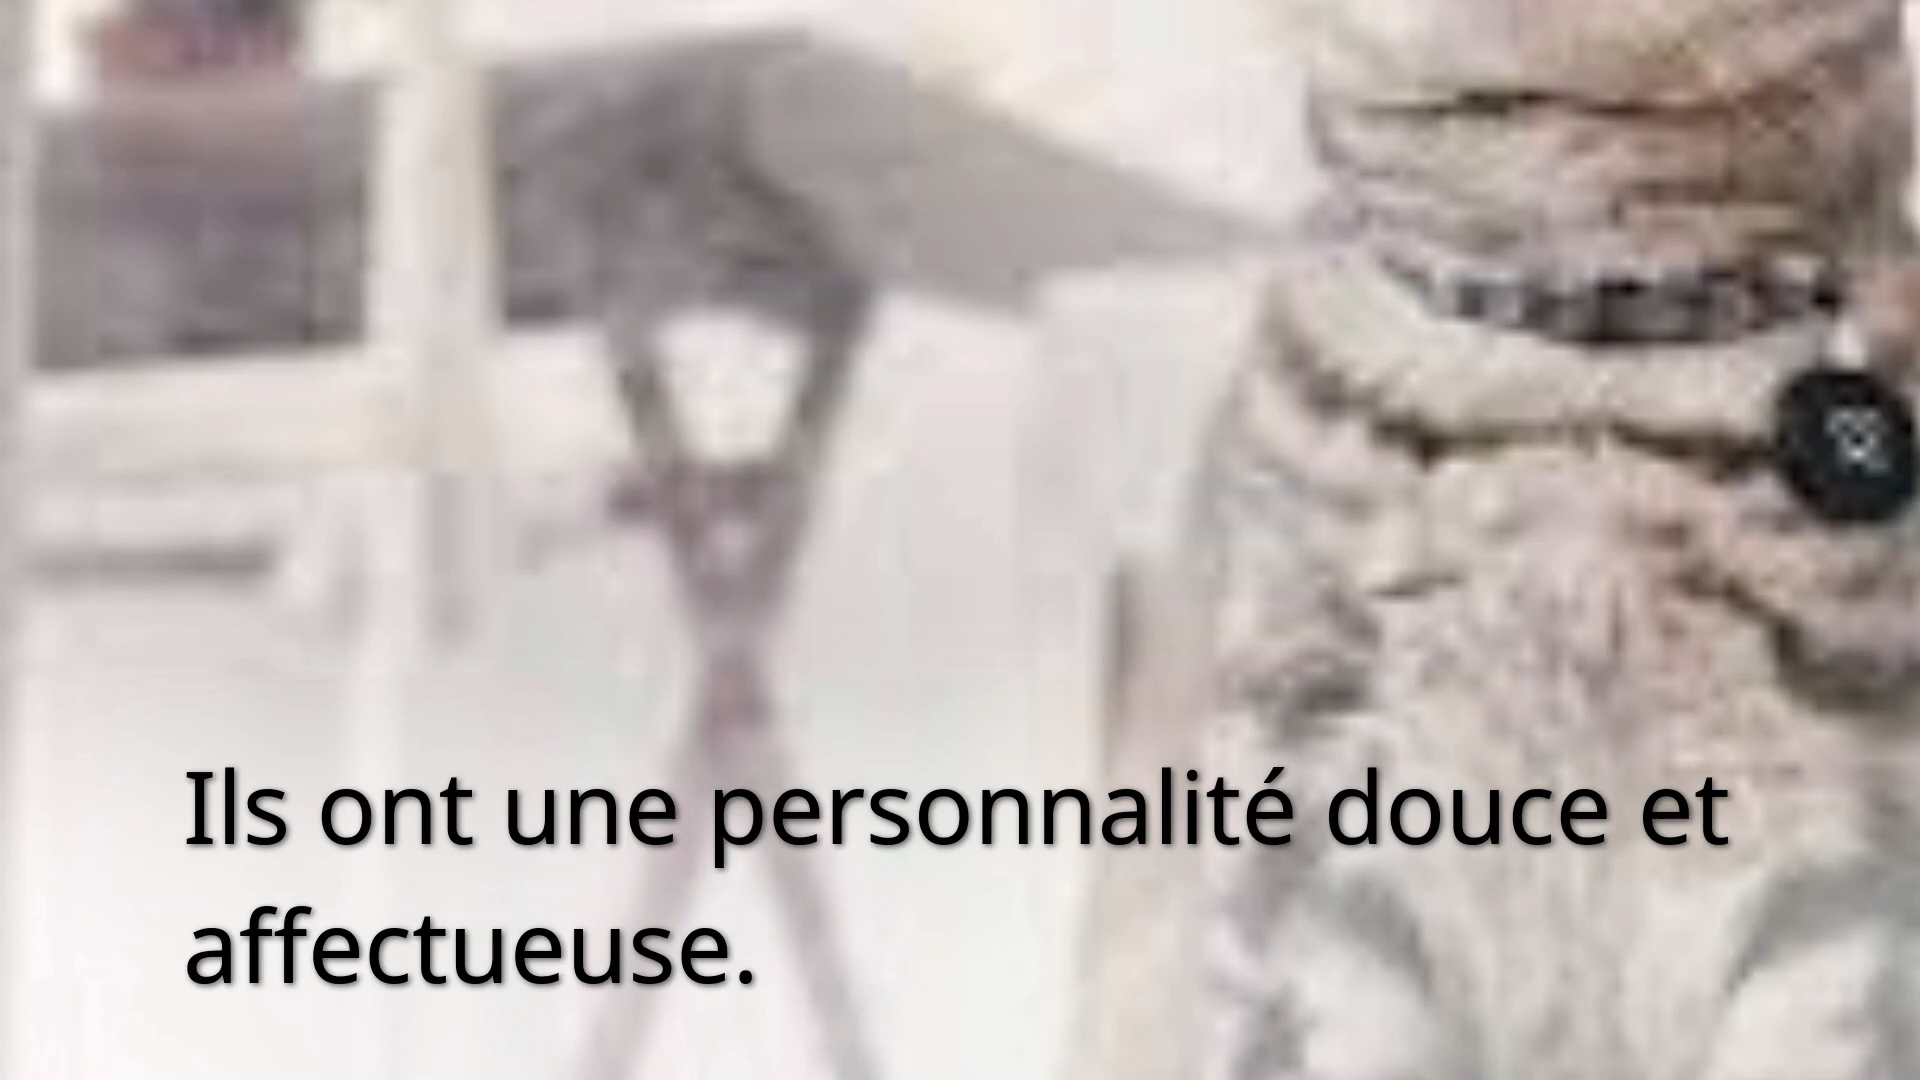 Ils ont une personnalité douce et
affectueuse.